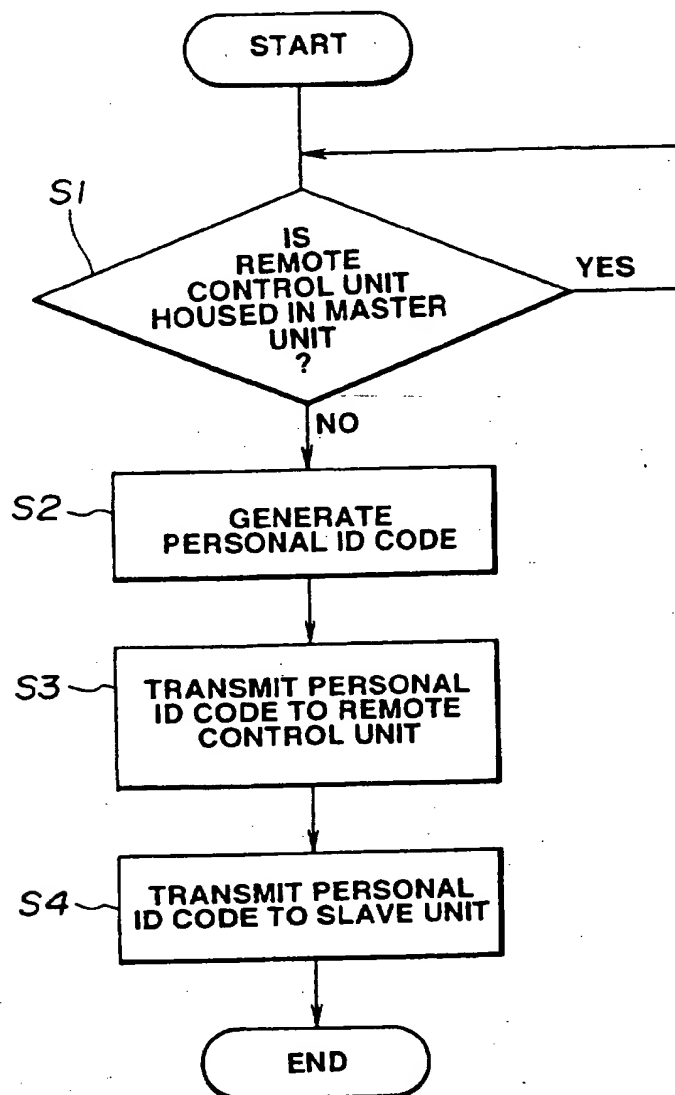 START
S1
IS
REMOTE
CONTROL UNIT
HOUSED IN MASTER
UNIT
?
YES
NO
S2
GENERATE
PERSONAL ID CODE
S3
TRANSMIT PERSONAL
ID CODE TO REMOTE
CONTROL UNIT
S4
TRANSMIT PERSONAL
ID CODE TO SLAVE UNIT
END